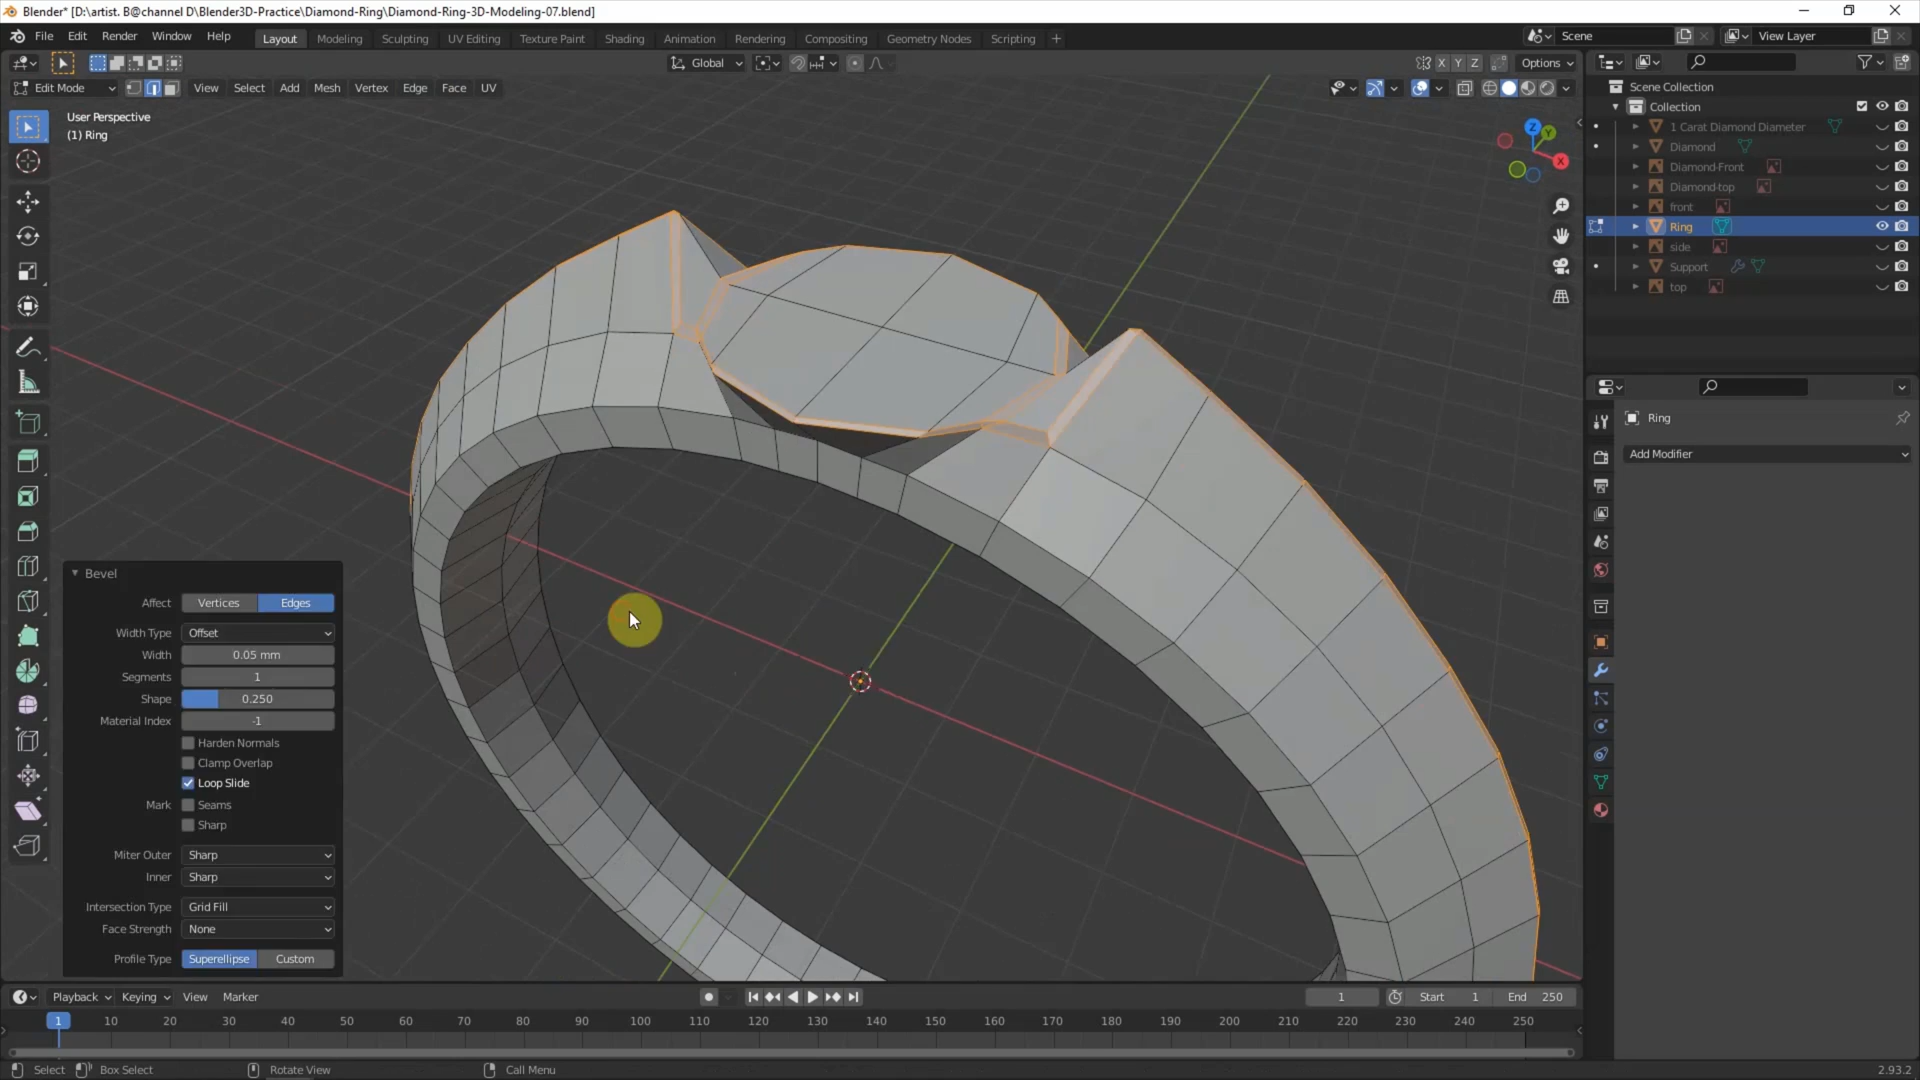 Blender* [D:\artist. B@channel D\Blender3D-Practice\Diamond-Ring\Diamond-Ring-3D-Modeling-07.blend]
File Edit Render Window Help Layout Modeling Sculpting UV Editing Texture Paint Shading Animation Rendering Compositing Geometry Nodes Scripting + Scene View Layer
Global X Y Z Options
Edit Mode View Select Add Mesh Vertex Edge Face UV
User Perspective
(1) Ring
Z Y X
Scene Collection
Collection
1 Carat Diamond Diameter
Diamond
Diamond-Front
Diamond-top
front
Ring
side
Support
top
Ring
Add Modifier
Bevel
Affect Vertices Edges
Width Type Offset
Width 0.05 mm
Segments 1
Shape 0.250
Material Index -1
Harden Normals
Clamp Overlap
Loop Slide
Mark Seams
Sharp
Miter Outer Sharp
Inner Sharp
Intersection Type Grid Fill
Face Strength None
Profile Type Superellipse Custom
Playback Keying View Marker 1 Start 1 End 250
1 10 20 30 40 50 60 70 80 90 100 110 120 130 140 150 160 170 180 190 200 210 220 230 240 250
Select Box Select Rotate View Call Menu 2.93.2